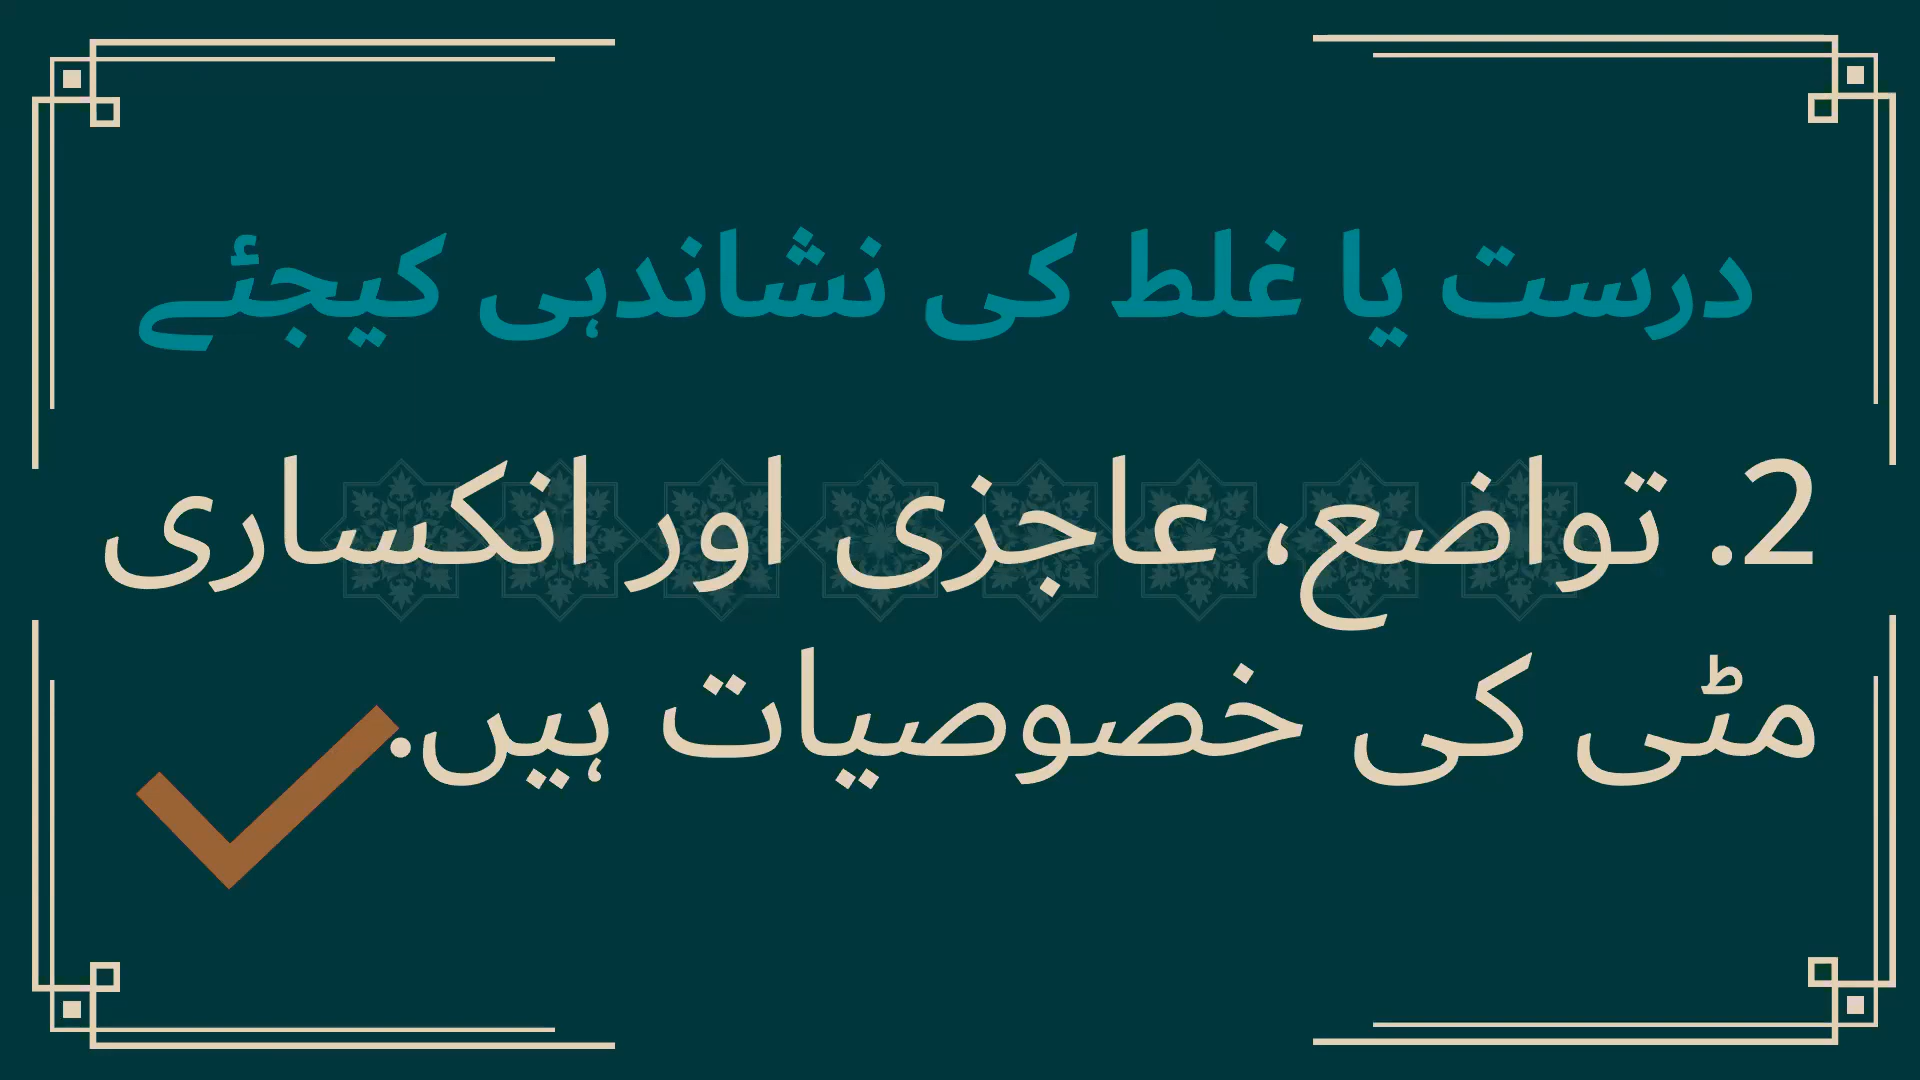 درست یا غلط کی نشاندہی کیجئے
2. تواضع، عاجزی اور انکساری
مٹی کی خصوصیات ہیں.